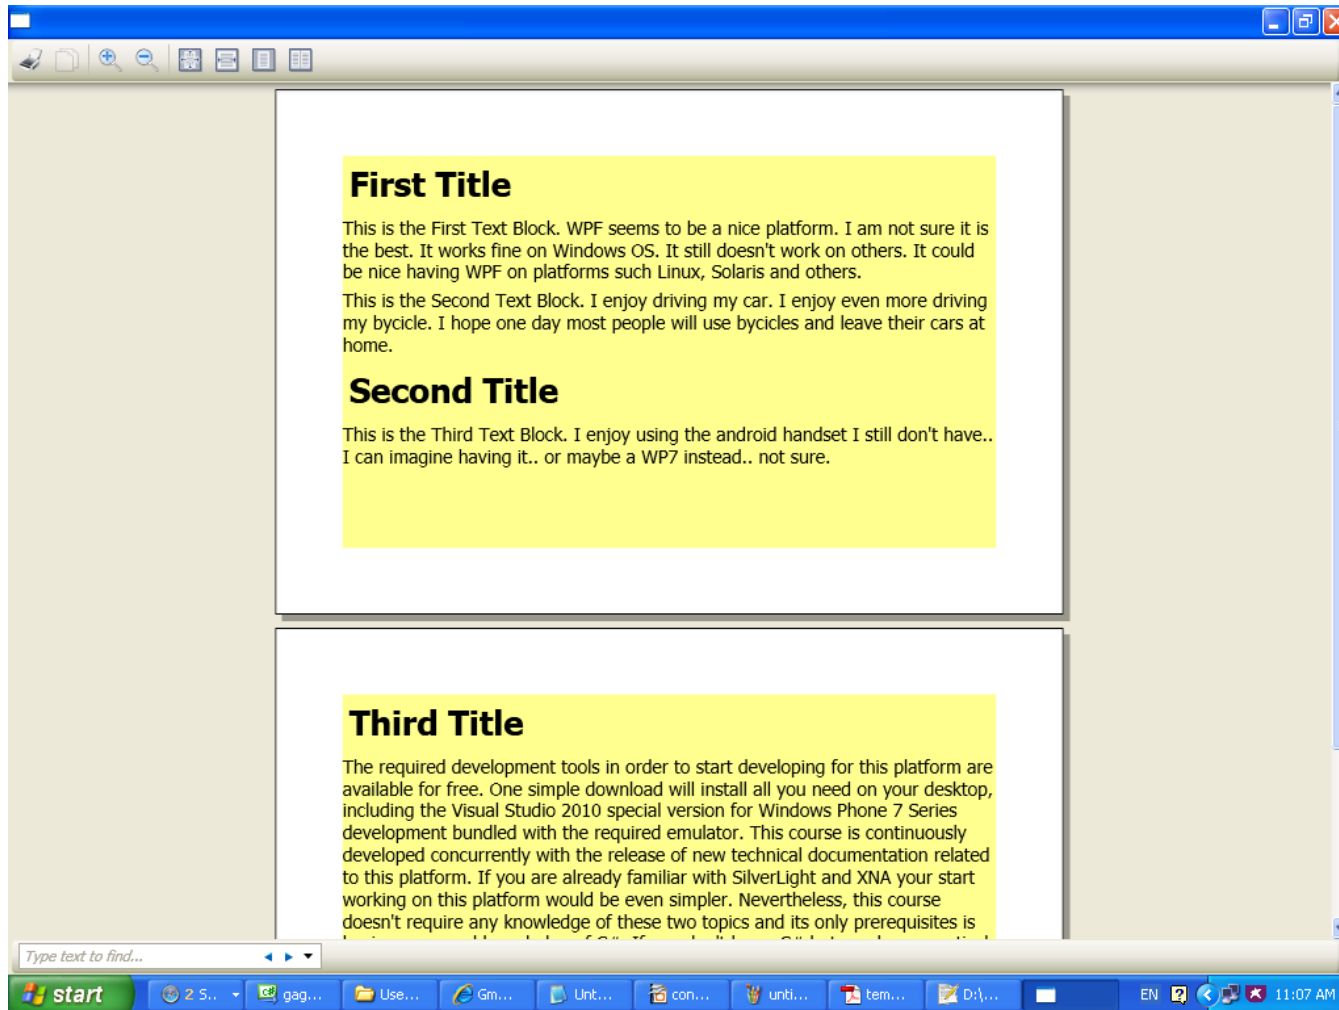 First Title
This is the First Text Block. WPF seems to be a nice platform. I am not sure it is
the best. It works fine on Windows OS. It still doesn't work on others. It could
be nice having WPF on platforms such Linux, Solaris and others.
This is the Second Text Block. I enjoy driving my car. I enjoy even more driving
my bycicle. I hope one day most people will use bycicles and leave their cars at
home.
Second Title
This is the Third Text Block. I enjoy using the android handset I still don't have..
I can imagine having it.. or maybe a WP7 instead.. not sure.
Third Title
The required development tools in order to start developing for this platform are
available for free. One simple download will install all you need on your desktop,
including the Visual Studio 2010 special version for Windows Phone 7 Series
development bundled with the required emulator. This course is continuously
developed concurrently with the release of new technical documentation related
to this platform. If you are already familiar with SilverLight and XNA your start
working on this platform would be even simpler. Nevertheless, this course
doesn't require any knowledge of these two topics and its only prerequisites is
Type text to find...
start 2 S.. gag... Use... Gm... Unt... con... unti... tem... D:\... EN 11:07 AM